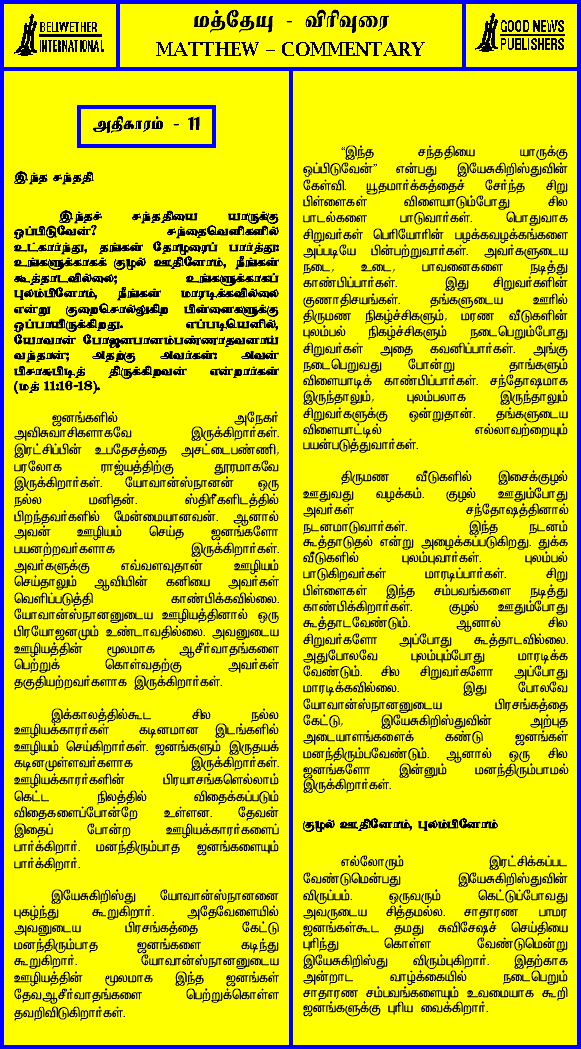 BELIWETHER
INTERNATIONAL
மத்தேயு - விரிவுரை
MATTHEW – COMMENTARY
GOOD NEWS
PUBLISHERS
அதிகாரம் - 11
இந்த சந்ததி
இந்தச் சந்ததியை யாருக்கு
ஒப்பிடுவேன்? சந்தைவெளிகளில்
உட்கார்ந்து, தங்கள் தோழரைப் பார்த்து:
உங்களுக்காகக் குழல் ஊதினோம், நீங்கள்
கூத்தாடவில்லை; உங்களுக்காகப்
புலம்பினோம், நீங்கள் மாரடிக்கவில்லை
என்று குறைசொல்லுகிற பிள்ளைகளுக்கு
ஒப்பாயிருக்கிறது. எப்படியெனில்,
யோவான் போஜனபானம்பண்ணாதவனாய்
வந்தான்; அதற்கு அவர்கள்: அவன்
பிசாசுபிடித் திருக்கிறவன் என்றார்கள்
(மத் 11:16-18).
ஜனங்களில் அநேகர்
அவிசுவாசிகளாகவே இருக்கிறார்கள்.
இரட்சிப்பின் உபதேசத்தை அசட்டைபண்ணி,
பரலோக ராஜ்யத்திற்கு தூரமாகவே
இருக்கிறார்கள். யோவான்ஸ்நானன் ஒரு
நல்ல மனிதன். ஸ்திரீகளிடத்தில்
பிறந்தவர்களில் மேன்மையானவன். ஆனால்
அவன் ஊழியம் செய்த ஜனங்களோ
பயனற்றவர்களாக இருக்கிறார்கள்.
அவர்களுக்கு எவ்வளவுதான் ஊழியம்
செய்தாலும் ஆவியின் கனியை அவர்கள்
வெளிப்படுத்தி காண்பிக்கவில்லை.
யோவான்ஸ்நானனுடைய ஊழியத்தினால் ஒரு
பிரயோஜனமும் உண்டாவதில்லை. அவனுடைய
ஊழியத்தின் மூலமாக ஆசீர்வாதங்களை
பெற்றுக் கொள்வதற்கு அவர்கள்
தகுதியற்றவர்களாக இருக்கிறார்கள்.
இக்காலத்தில்கூட சில நல்ல
ஊழியக்காரர்கள் கடினமான இடங்களில்
ஊழியம் செய்கிறார்கள். ஜனங்களும் இருதயக்
கடினமுள்ளவர்களாக இருக்கிறார்கள்.
ஊழியக்காரர்களின் பிரயாசங்களெல்லாம்
கெட்ட நிலத்தில் விதைக்கப்படும்
விதைகளைப்போன்றே உள்ளன. தேவன்
இதைப் போன்ற ஊழியக்காரர்களைப்
பார்க்கிறார். மனந்திரும்பாத ஜனங்களையும்
பார்க்கிறார்.
இயேசுகிறிஸ்து யோவான்ஸ்நானனை
புகழ்ந்து கூறுகிறார். அதேவேளையில்
அவனுடைய பிரசங்கத்தை கேட்டு
மனந்திரும்பாத ஜனங்களை கடிந்து
கூறுகிறார். யோவான்ஸ்நானனுடைய
ஊழியத்தின் மூலமாக இந்த ஜனங்கள்
தேவஆசீர்வாதங்களை பெற்றுக்கொள்ள
தவறிவிடுகிறார்கள்.
“இந்த சந்ததியை யாருக்கு
ஒப்பிடுவேன்” என்பது இயேசுகிறிஸ்துவின்
கேள்வி. யூதமார்க்கத்தைச் சேர்ந்த சிறு
பிள்ளைகள் விளையாடும்போது சில
பாடல்களை பாடுவார்கள். பொதுவாக
சிறுவர்கள் பெரியோரின் பழக்கவழக்கங்களை
அப்படியே பின்பற்றுவார்கள். அவர்களுடைய
நடை, உடை, பாவனைகளை நடித்து
காண்பிப்பார்கள். இது சிறுவர்களின்
குணாதிசயங்கள். தங்களுடைய ஊரில்
திருமண நிகழ்ச்சிகளும், மரண வீடுகளின்
புலம்பல் நிகழ்ச்சிகளும் நடைபெறும்போது
சிறுவர்கள் அதை கவனிப்பார்கள். அங்கு
நடைபெறுவது போன்று தாங்களும்
விளையாடிக் காண்பிப்பார்கள். சந்தோஷமாக
இருந்தாலும், புலம்பலாக இருந்தாலும்
சிறுவர்களுக்கு ஒன்றுதான். தங்களுடைய
விளையாட்டில் எல்லாவற்றையும்
பயன்படுத்துவார்கள்.
திருமண வீடுகளில் இசைக்குழல்
ஊதுவது வழக்கம். குழல் ஊதும்போது
அவர்கள் சந்தோஷத்தினால்
நடனமாடுவார்கள். இந்த நடனம்
கூத்தாடுதல் என்று அழைக்கப்படுகிறது. துக்க
வீடுகளில் புலம்புவார்கள். புலம்பல்
பாடுகிறவர்கள் மாரடிப்பார்கள். சிறு
பிள்ளைகள் இந்த சம்பவங்களை நடித்து
காண்பிக்கிறார்கள். குழல் ஊதும்போது
கூத்தாடவேண்டும். ஆனால் சில
சிறுவர்களோ அப்போது கூத்தாடவில்லை.
அதுபோலவே புலம்பும்போது மாரடிக்க
வேண்டும். சில சிறுவர்களோ அப்போது
மாரடிக்கவில்லை. இது போலவே
யோவான்ஸ்நானனுடைய பிரசங்கத்தை
கேட்டு, இயேசுகிறிஸ்துவின் அற்புத
அடையாளங்களைக் கண்டு ஜனங்கள்
மனந்திரும்பவேண்டும். ஆனால் ஒரு சில
ஜனங்களோ இன்னும் மனந்திரும்பாமல்
இருக்கிறார்கள்.
குழல் ஊதினோம், புலம்பினோம்
எல்லோரும் இரட்சிக்கப்பட
வேண்டுமென்பது இயேசுகிறிஸ்துவின்
விருப்பம். ஒருவரும் கெட்டுப்போவது
அவருடைய சித்தமல்ல. சாதாரண பாமர
ஜனங்கள்கூட தமது சுவிசேஷச் செய்தியை
புரிந்து கொள்ள வேண்டுமென்று
இயேசுகிறிஸ்து விரும்புகிறார். இதற்காக
அன்றாட வாழ்க்கையில் நடைபெறும்
சாதாரண சம்பவங்களையும் உவமையாக கூறி
ஜனங்களுக்கு புரிய வைக்கிறார்.